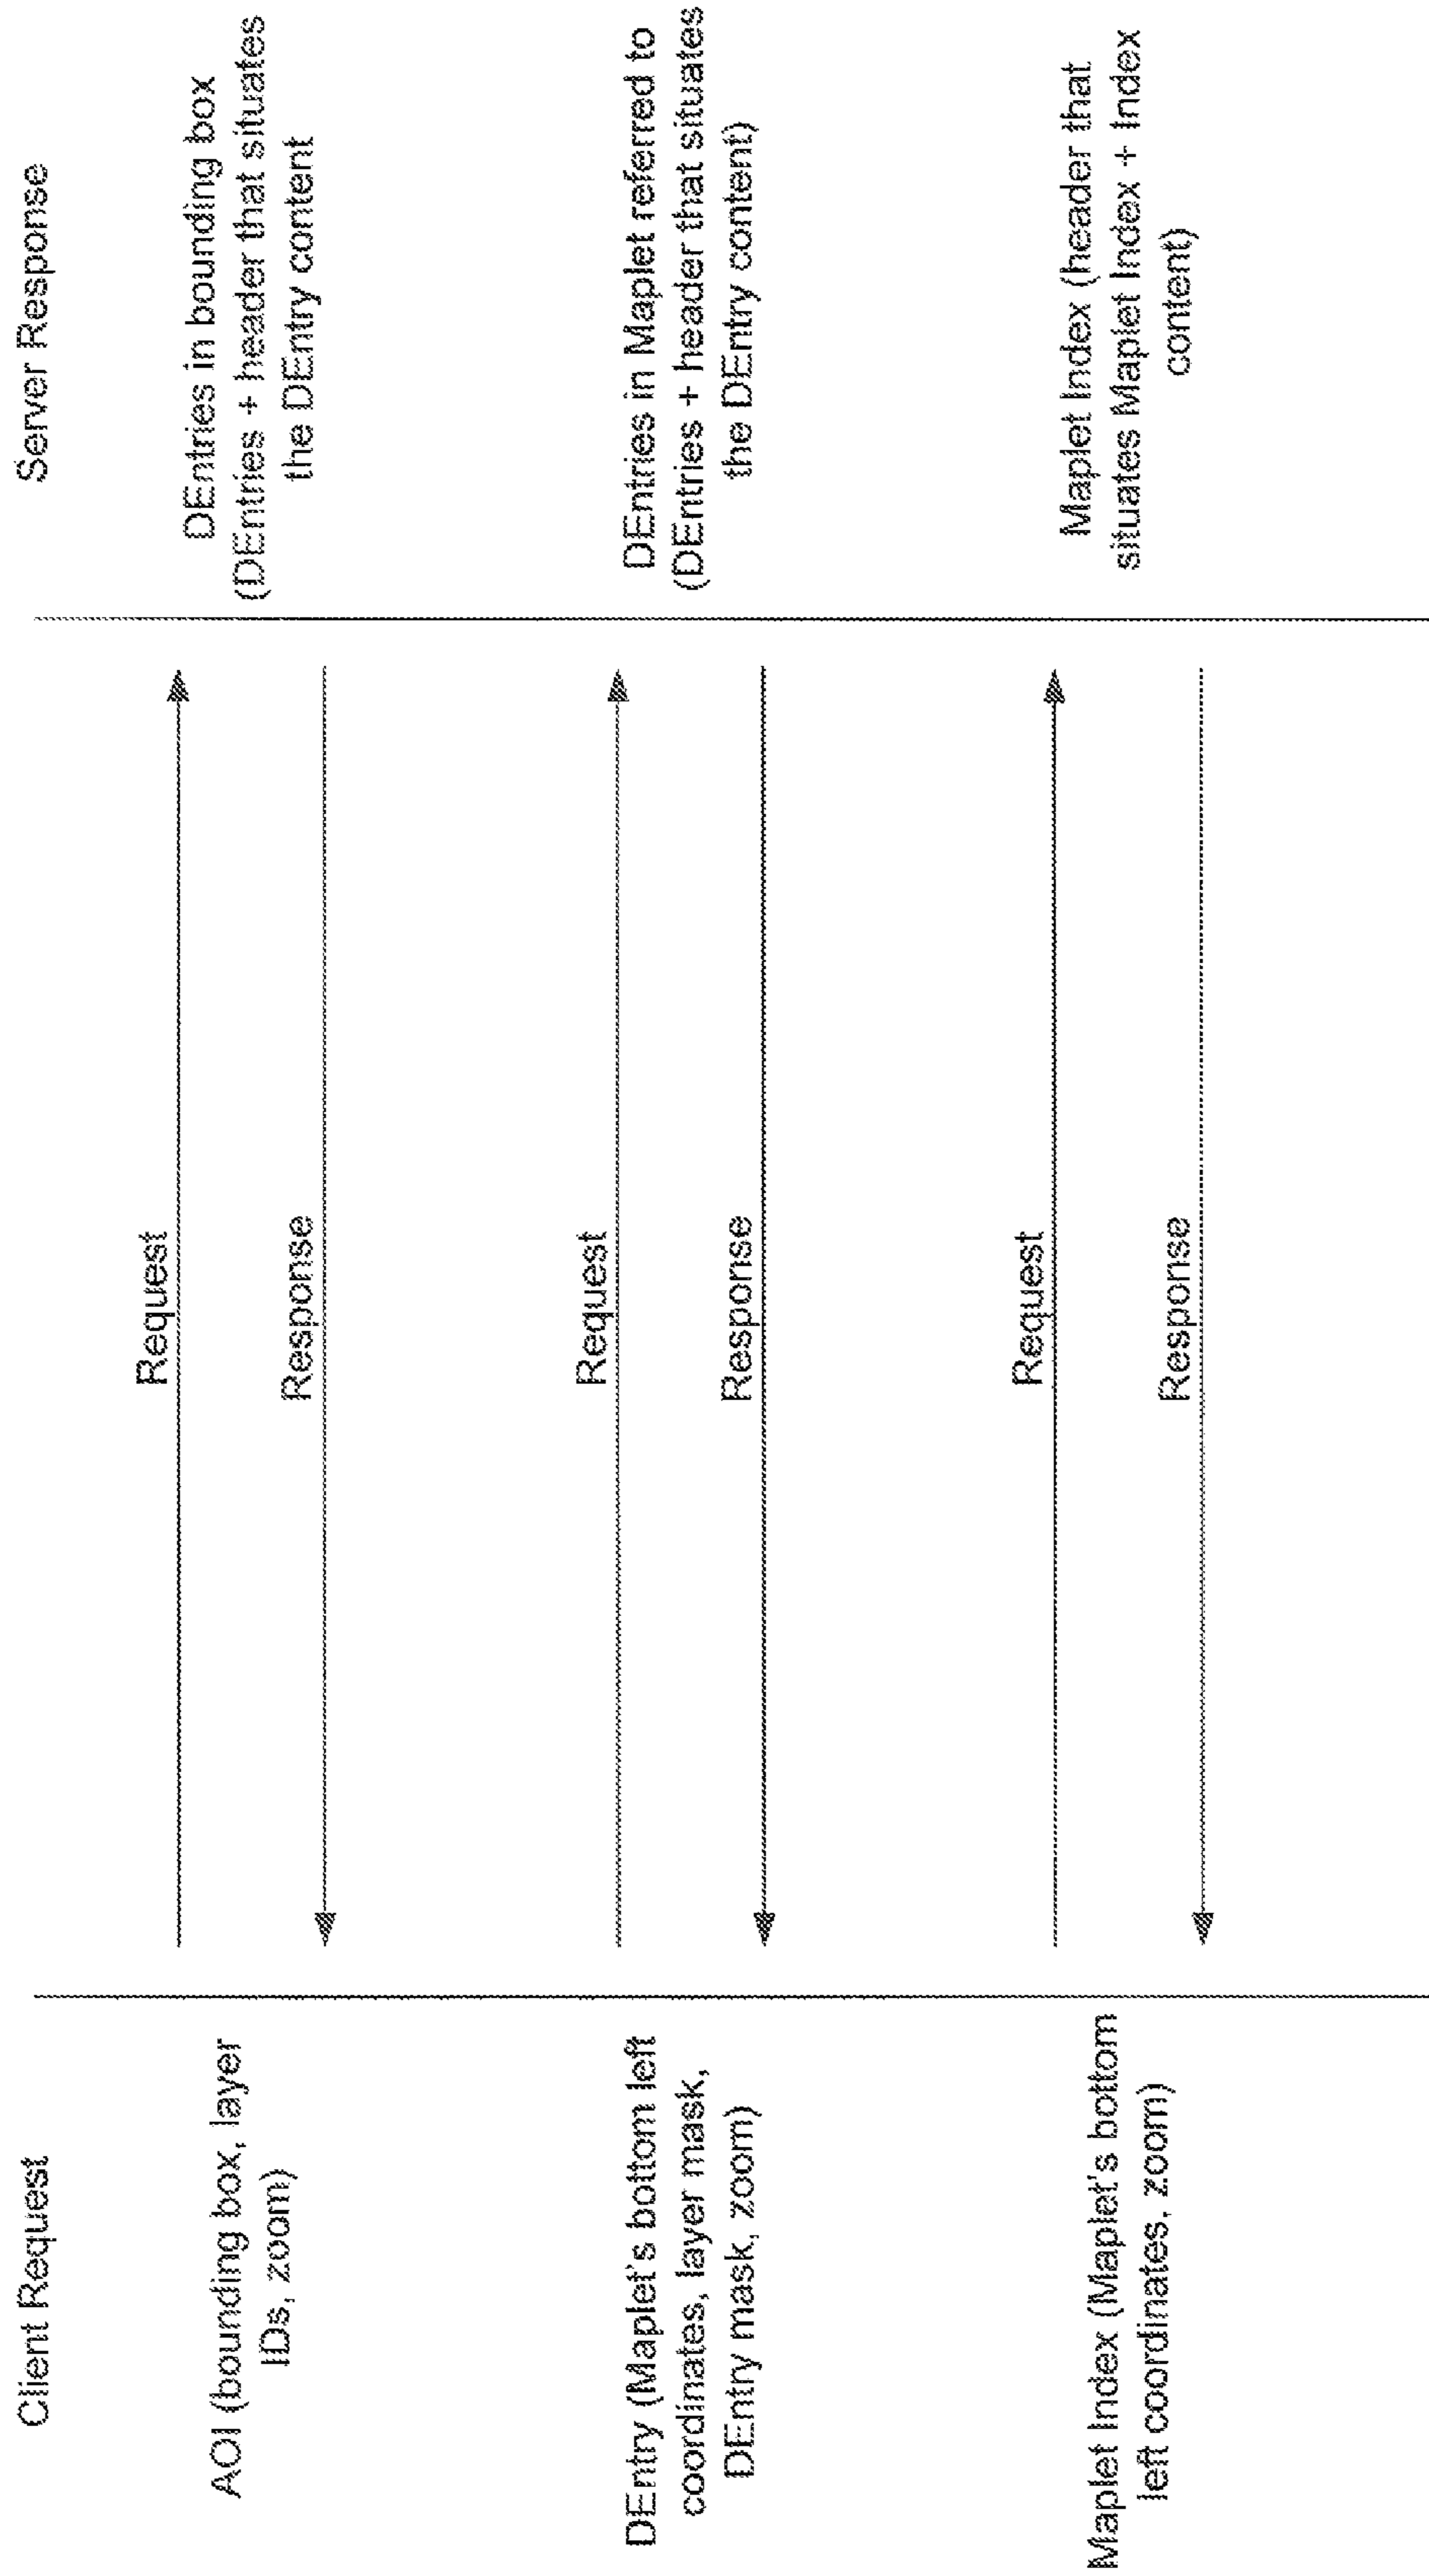 Client Request
Server Response
AOI (bounding box, layer
IDs, zoom)
Request
Response
DEntries in bounding box
(DEntries + header that situates
the DEntry content
DEntry (Maplet's bottom left
coordinates, layer mask,
DEntry mask, zoom)
Request
Response
DEntries in Maplet referred to
(DEntries + header that situates
the DEntry content)
Maplet Index (Maplet's bottom
left coordinates, zoom)
Request
Response
Maplet Index (header that
situates Maplet Index + Index
content)